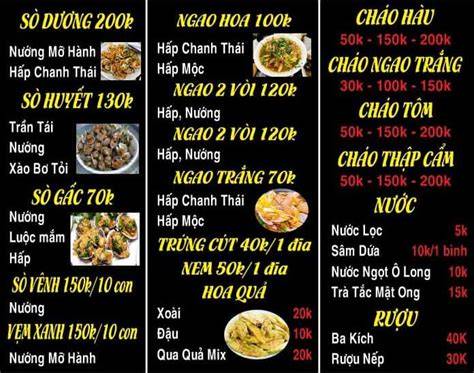 SÒ DƯƠNG 200k
Nướng Mỡ Hành
Hấp Chanh Thái
SÒ HUYẾT 130k
Trần Tái
Nướng
Xào Bơ Tỏi
SÒ GẤC 70k
Nướng
Luộc mắm
Hấp
SÒ VÊNH 150k/10 con
Nướng
VẸM XANH 150k/10 con
Nướng Mỡ Hành
NGAO HOA 100k
Hấp Chanh Thái
Hấp Mộc
NGAO 2 VÒI 120k
Hấp, Nướng
NGAO 2 VÒI 120k
Hấp, Nướng
NGAO TRẮNG 70k
Hấp Chanh Thái
Hấp Mộc
TRỨNG CÚT 40k/1 đĩa
NEM 50k/1 đĩa
HOA QUẢ
Xoài 20k
Đậu 10k
Qua Quả Mix 20k
CHÁO HÀU
50k - 150k - 200k
CHÁO NGAO TRẮNG
30k - 100k - 150k
CHÁO TÔM
50k - 150k - 200k
CHÁO THẬP CẨM
50k - 150k - 200k
NƯỚC
Nước Lọc 5k
Sâm Dứa 10k/1 bình
Nước Ngọt Ô Long 10k
Trà Tắc Mật Ong 15k
RƯỢU
Ba Kích 40K
Rượu Nếp 30K